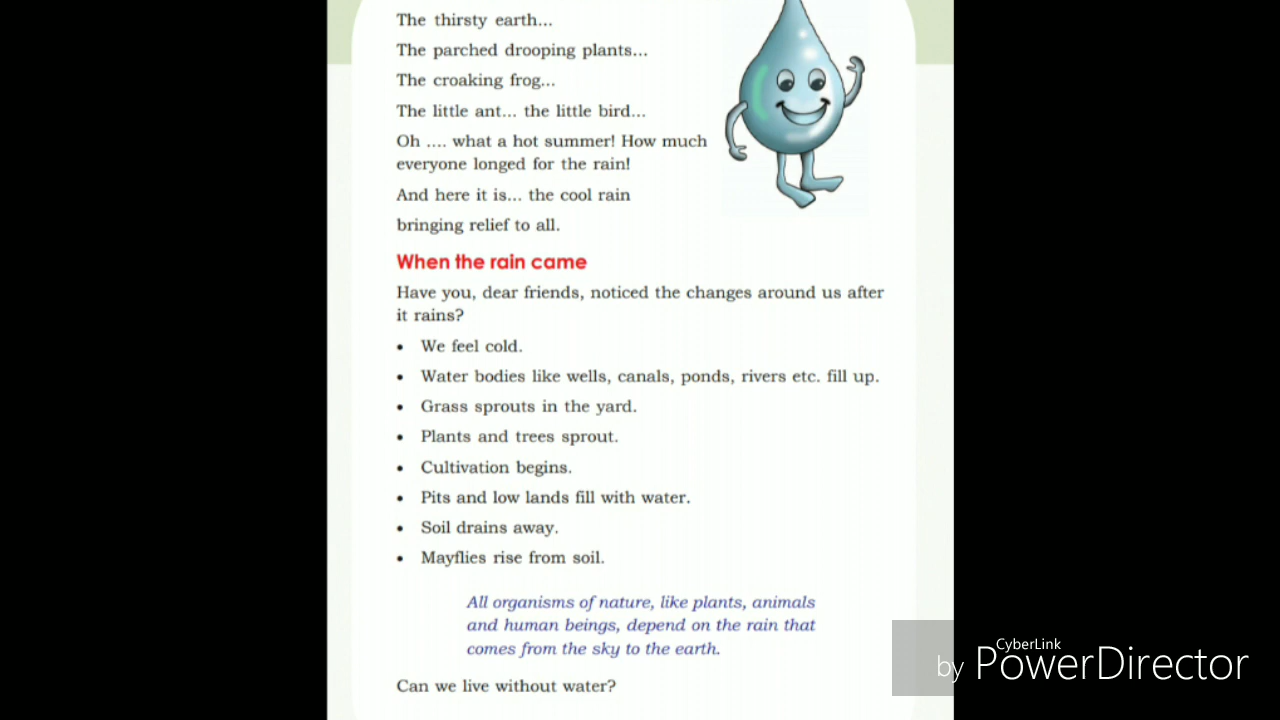 The thirsty earth...
The parched drooping plants...
The croaking frog...
The little ant... the little bird...
Oh .... what a hot summer! How much
everyone longed for the rain!
And here it is... the cool rain
bringing relief to all.
When the rain came
Have you, dear friends, noticed the changes around us after
it rains?
• We feel cold.
• Water bodies like wells, canals, ponds, rivers etc. fill up.
• Grass sprouts in the yard.
• Plants and trees sprout.
• Cultivation begins.
• Pits and low lands fill with water.
• Soil drains away.
• Mayflies rise from soil.
All organisms of nature, like plants, animals
and human beings, depend on the rain that
comes from the sky to the earth.
Can we live without water?
CyberLink
by PowerDirector